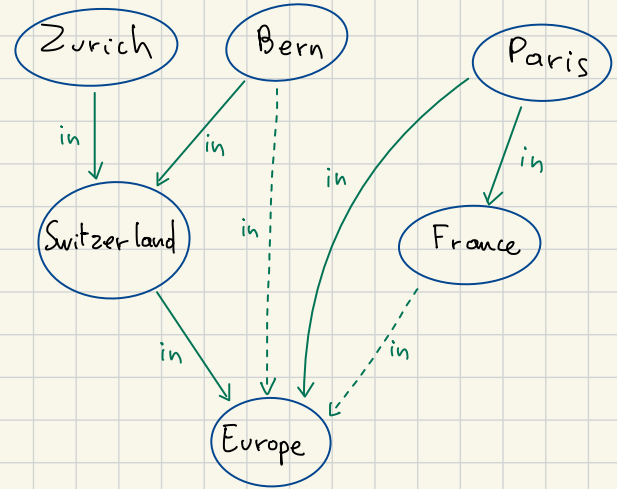 Zurich
Bern
Paris
in
in
in
in
in
Switzerland
France
in
in
Europe